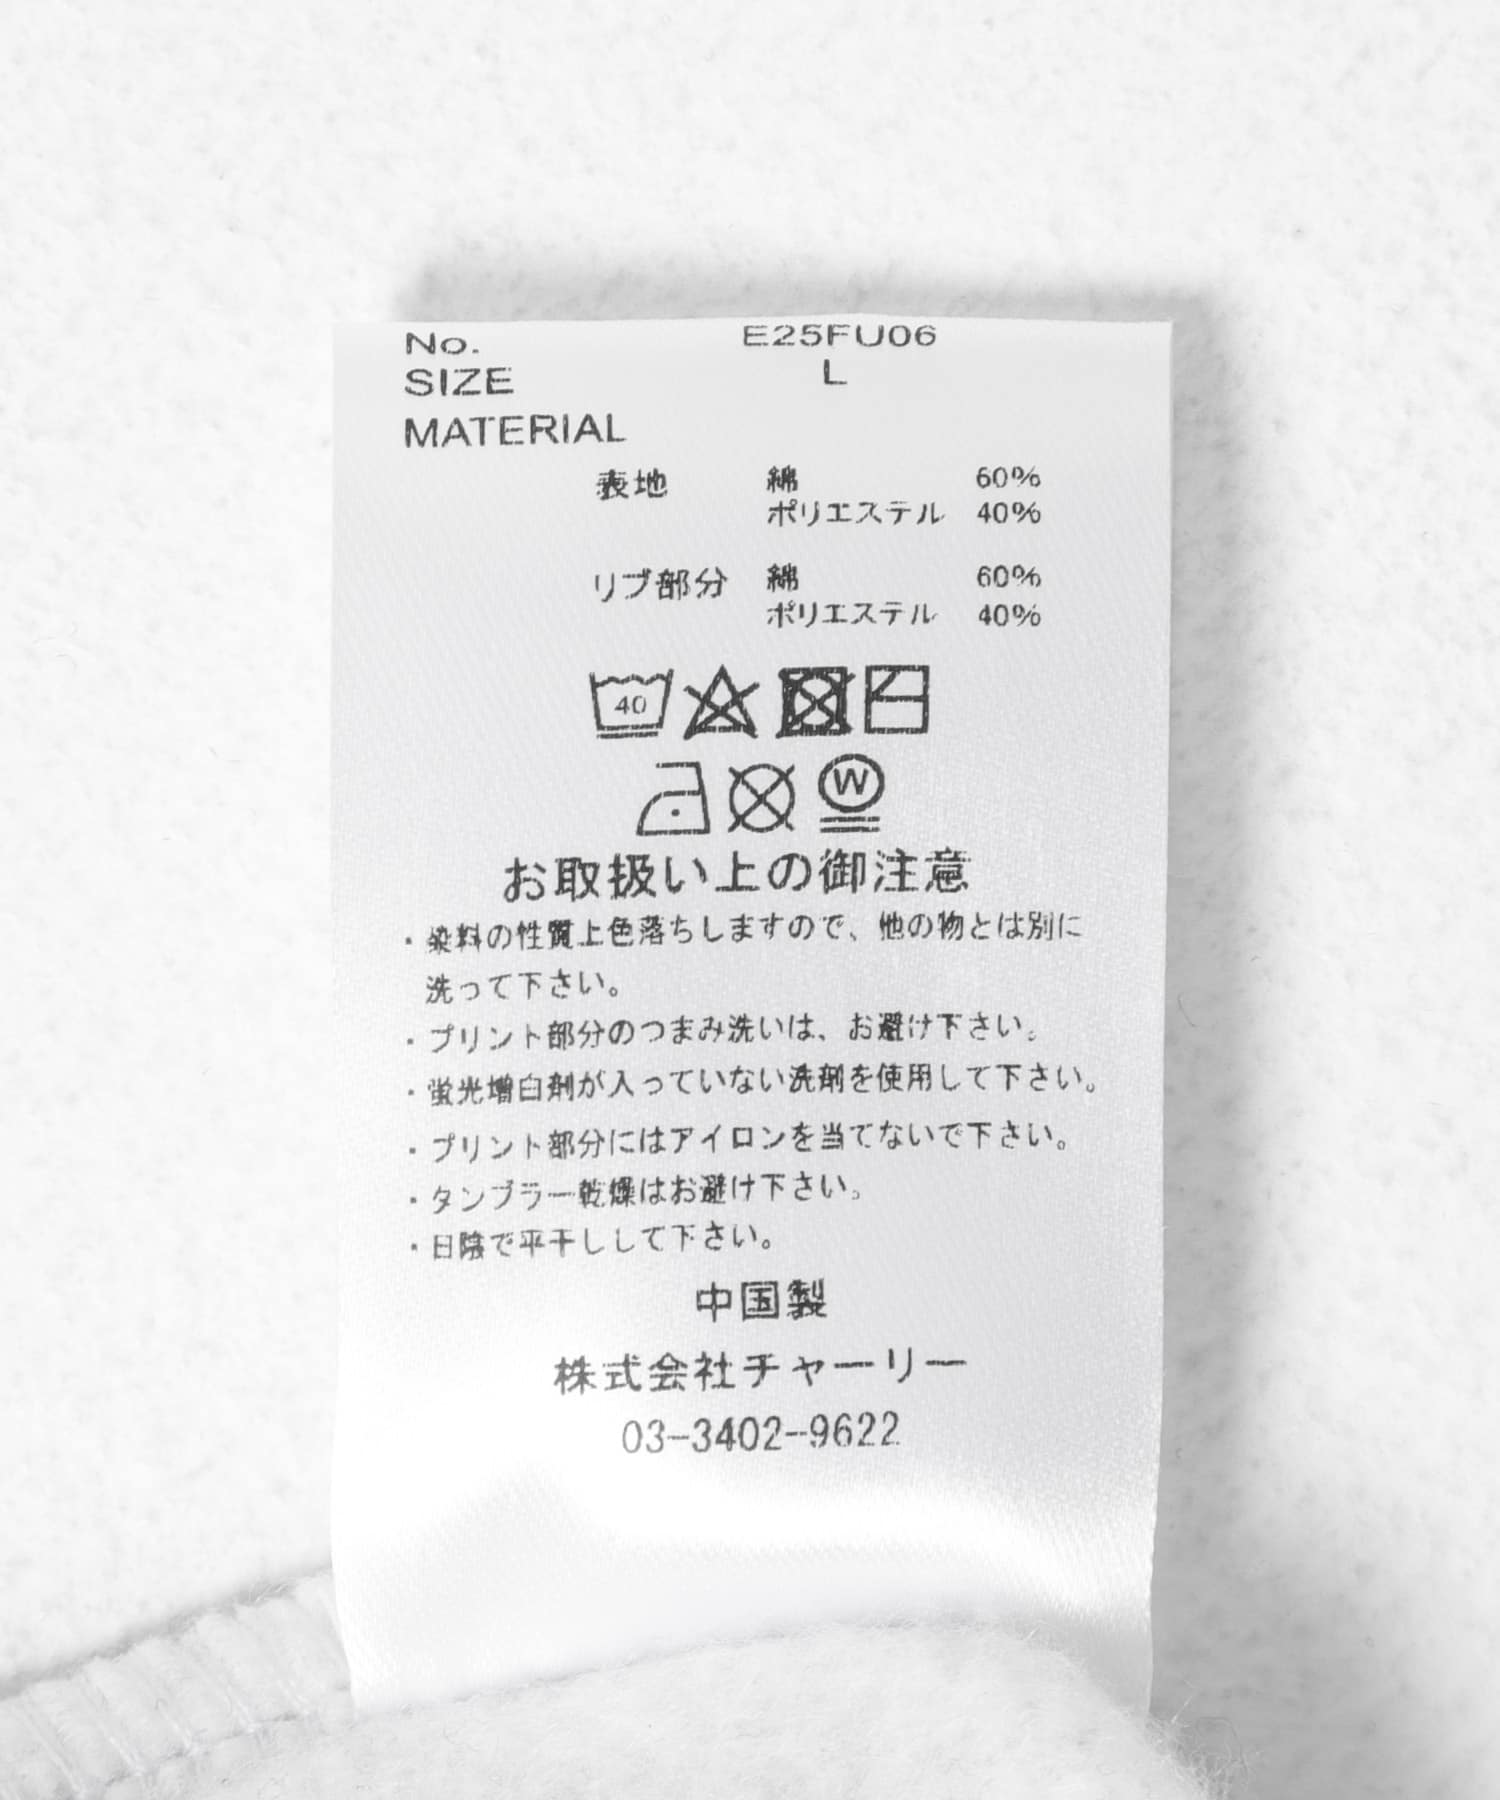 No. E25FU06
SIZE L
MATERIAL
表地 綿 60%
ポリエステル 40%
リブ部分 綿 60%
ポリエステル 40%
40
W
お取扱い上の御注意
・染料の性質上色落ちしますので、他の物とは別に
洗って下さい。
・プリント部分のつまみ洗いは、お避け下さい。
・蛍光増白剤が入っていない洗剤を使用して下さい。
・プリント部分にはアイロンを当てないで下さい。
・タンブラー乾燥はお避け下さい。
・日陰で平干しして下さい。
中国製
株式会社チャーリー
03-3402-9622